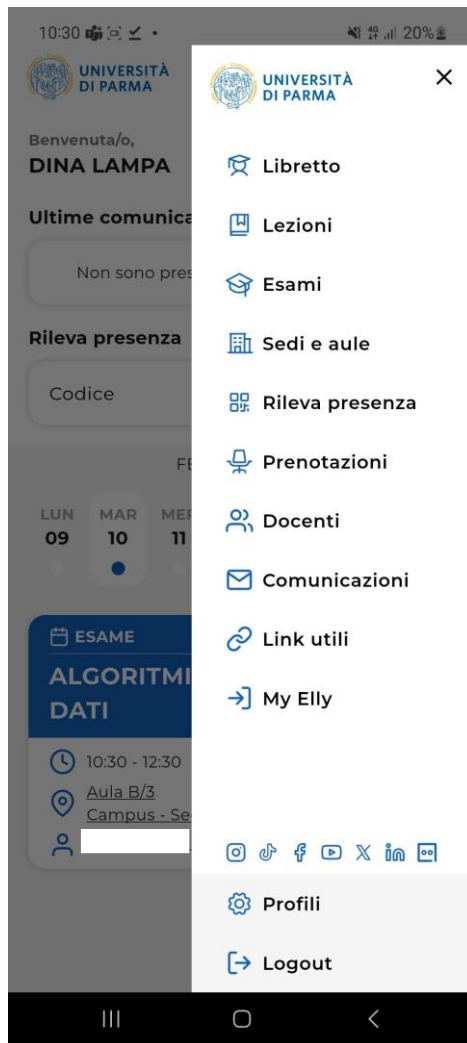 10:30
20%
UNIVERSITÀ
DI PARMA
Benvenuta/o,
DINA LAMPA
Ultime comunica
Non sono pres
Rileva presenza
Codice
FE
LUN MAR MER
09 10 11
ESAME
ALGORITMI
DATI
10:30 - 12:30
Aula B/3
Campus - Se
UNIVERSITÀ
DI PARMA
Libretto
Lezioni
Esami
Sedi e aule
Rileva presenza
Prenotazioni
Docenti
Comunicazioni
Link utili
My Elly
Profili
Logout